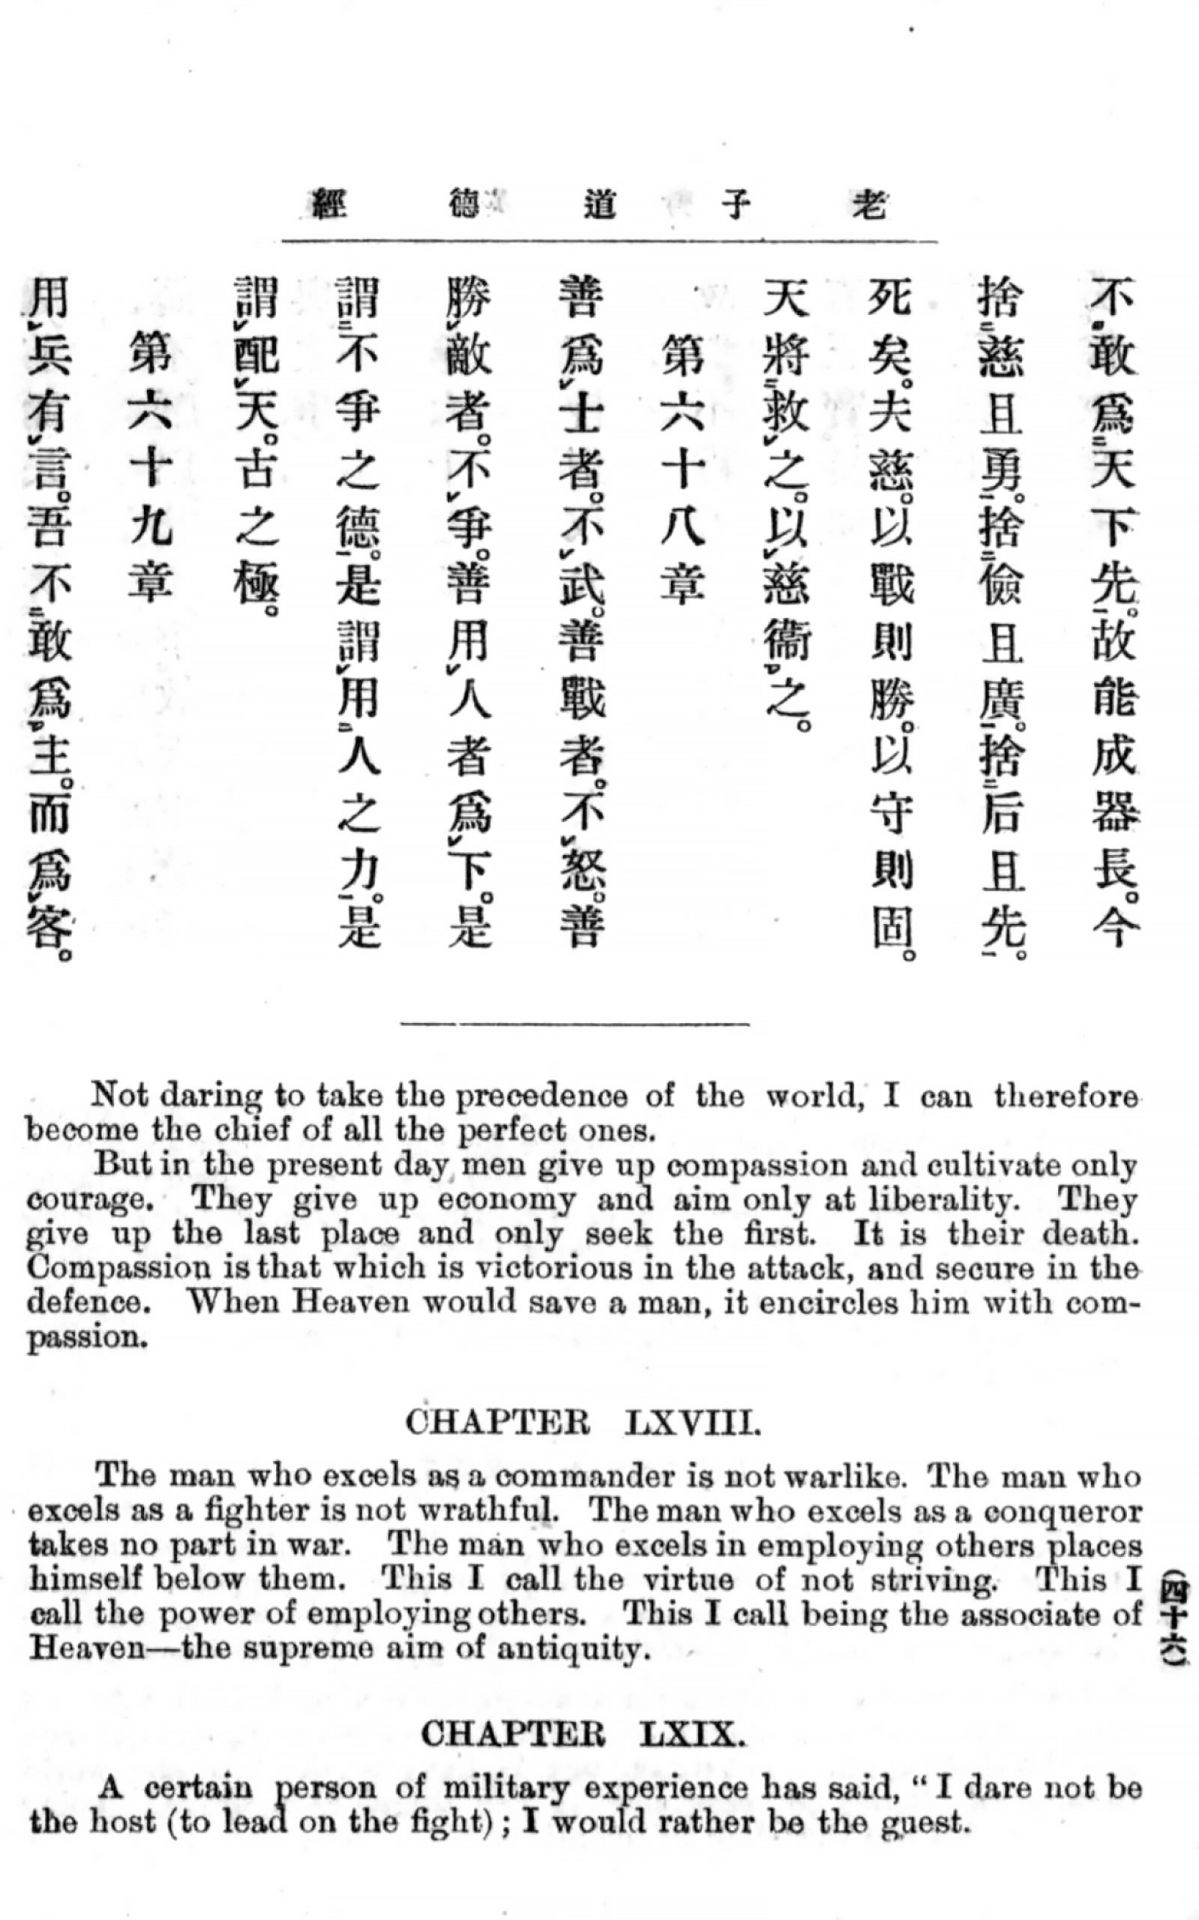 老子道德經
不敢爲天下先。故能成器長。今
捨慈且勇。捨儉且廣。捨后且先。
死矣。夫慈。以戰則勝。以守則固。
天將救之。以慈衞之。
第六十八章
善爲士者。不武。善戰者。不怒。善
勝敵者。不爭。善用人者爲下。是
謂不爭之德。是謂用人之力。是
謂配天。古之極。
第六十九章
用兵有言。吾不敢爲主。而爲客。
Not daring to take the precedence of the world, I can therefore
become the chief of all the perfect ones.
But in the present day men give up compassion and cultivate only
courage. They give up economy and aim only at liberality. They
give up the last place and only seek the first. It is their death.
Compassion is that which is victorious in the attack, and secure in the
defence. When Heaven would save a man, it encircles him with com-
passion.
CHAPTER LXVIII.
The man who excels as a commander is not warlike. The man who
excels as a fighter is not wrathful. The man who excels as a conqueror
takes no part in war. The man who excels in employing others places
himself below them. This I call the virtue of not striving. This I
call the power of employing others. This I call being the associate of
Heaven—the supreme aim of antiquity.
(四十六)
CHAPTER LXIX.
A certain person of military experience has said, “ I dare not be
the host (to lead on the fight) ; I would rather be the guest.